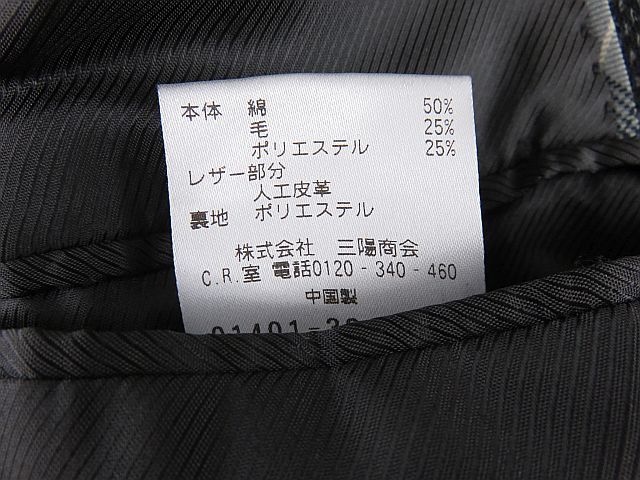 本体 綿 50%
毛 25%
ポリエステル 25%
レザー部分
人工皮革
裏地 ポリエステル
株式会社 三陽商会
C.R.室 電話0120-340-460
中国製